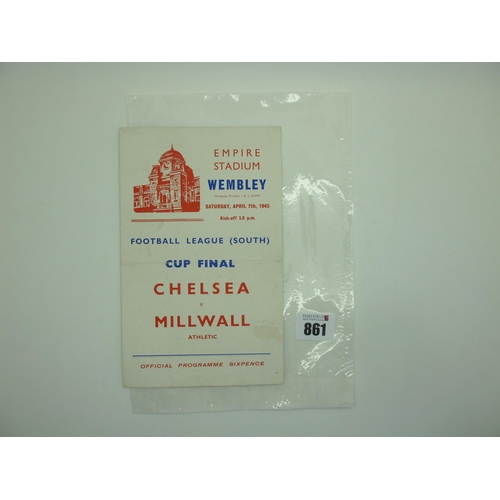 EMPIRE
STADIUM
WEMBLEY
SATURDAY, APRIL 7th, 1945
Kick-off 3.0 p.m.
FOOTBALL LEAGUE (SOUTH)
CUP FINAL
CHELSEA
v
MILLWALL
ATHLETIC
OFFICIAL PROGRAMME SIXPENCE
SHEFFIELD
861